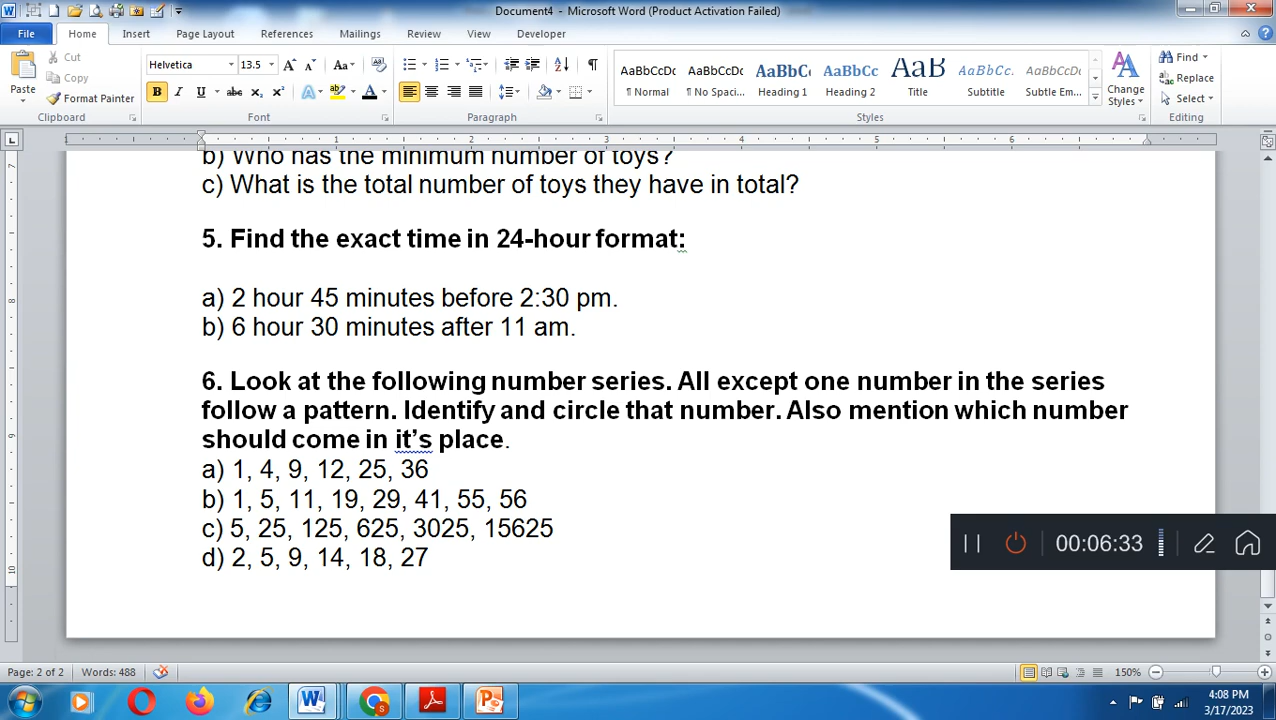 Document4 - Microsoft Word (Product Activation Failed)
File Home Insert Page Layout References Mailings Review View Developer
Paste
Cut
Copy
Format Painter
Clipboard
Helvetica 13.5
Font
Paragraph
AaBbCcDc AaBbCcDc AaBbC AaBbCc AaB AaBbCc. AaBbCcDc
¶ Normal ¶ No Spaci... Heading 1 Heading 2 Title Subtitle Subtle Em...
Change Styles
Styles
Find
Replace
Select
Editing
b) Who has the minimum number of toys?
c) What is the total number of toys they have in total?
5. Find the exact time in 24-hour format:
a) 2 hour 45 minutes before 2:30 pm.
b) 6 hour 30 minutes after 11 am.
6. Look at the following number series. All except one number in the series
follow a pattern. Identify and circle that number. Also mention which number
should come in it’s place.
a) 1, 4, 9, 12, 25, 36
b) 1, 5, 11, 19, 29, 41, 55, 56
c) 5, 25, 125, 625, 3025, 15625
d) 2, 5, 9, 14, 18, 27
00:06:33
Page: 2 of 2 Words: 488 150%
4:08 PM
3/17/2023